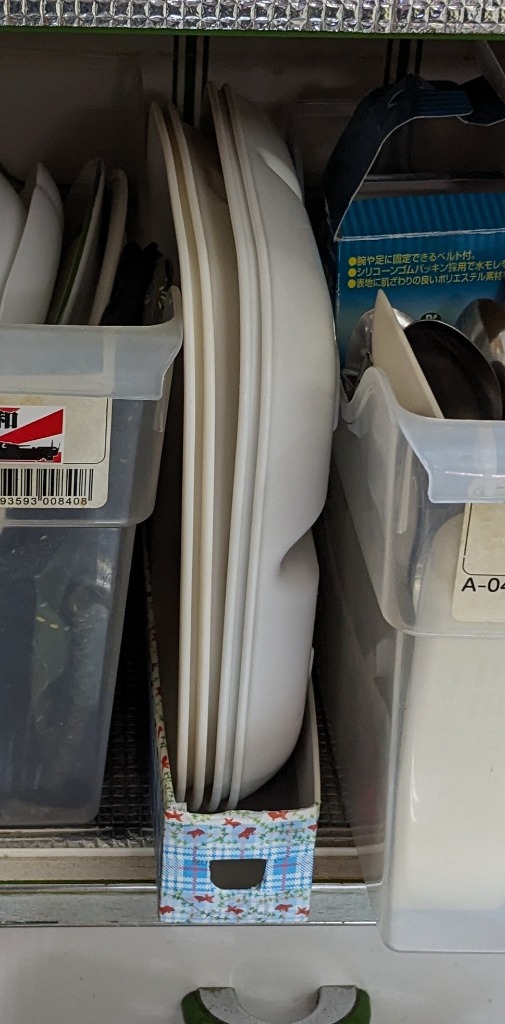 ●腕や足に固定できるベルト付。
●シリコーンゴムパッキン採用で水モレ
●表地に肌ざわりの良いポリエステル素材
93593 008408
A-04